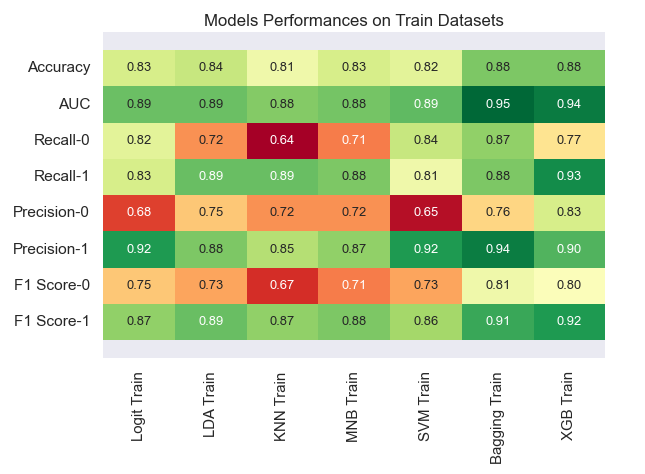 Models Performances on Train Datasets
Accuracy 0.83 0.84 0.81 0.83 0.82 0.88 0.88
AUC 0.89 0.89 0.88 0.88 0.89 0.95 0.94
Recall-0 0.82 0.72 0.64 0.71 0.84 0.87 0.77
Recall-1 0.83 0.89 0.89 0.88 0.81 0.88 0.93
Precision-0 0.68 0.75 0.72 0.72 0.65 0.76 0.83
Precision-1 0.92 0.88 0.85 0.87 0.92 0.94 0.90
F1 Score-0 0.75 0.73 0.67 0.71 0.73 0.81 0.80
F1 Score-1 0.87 0.89 0.87 0.88 0.86 0.91 0.92
Logit Train
LDA Train
KNN Train
MNB Train
SVM Train
Bagging Train
XGB Train